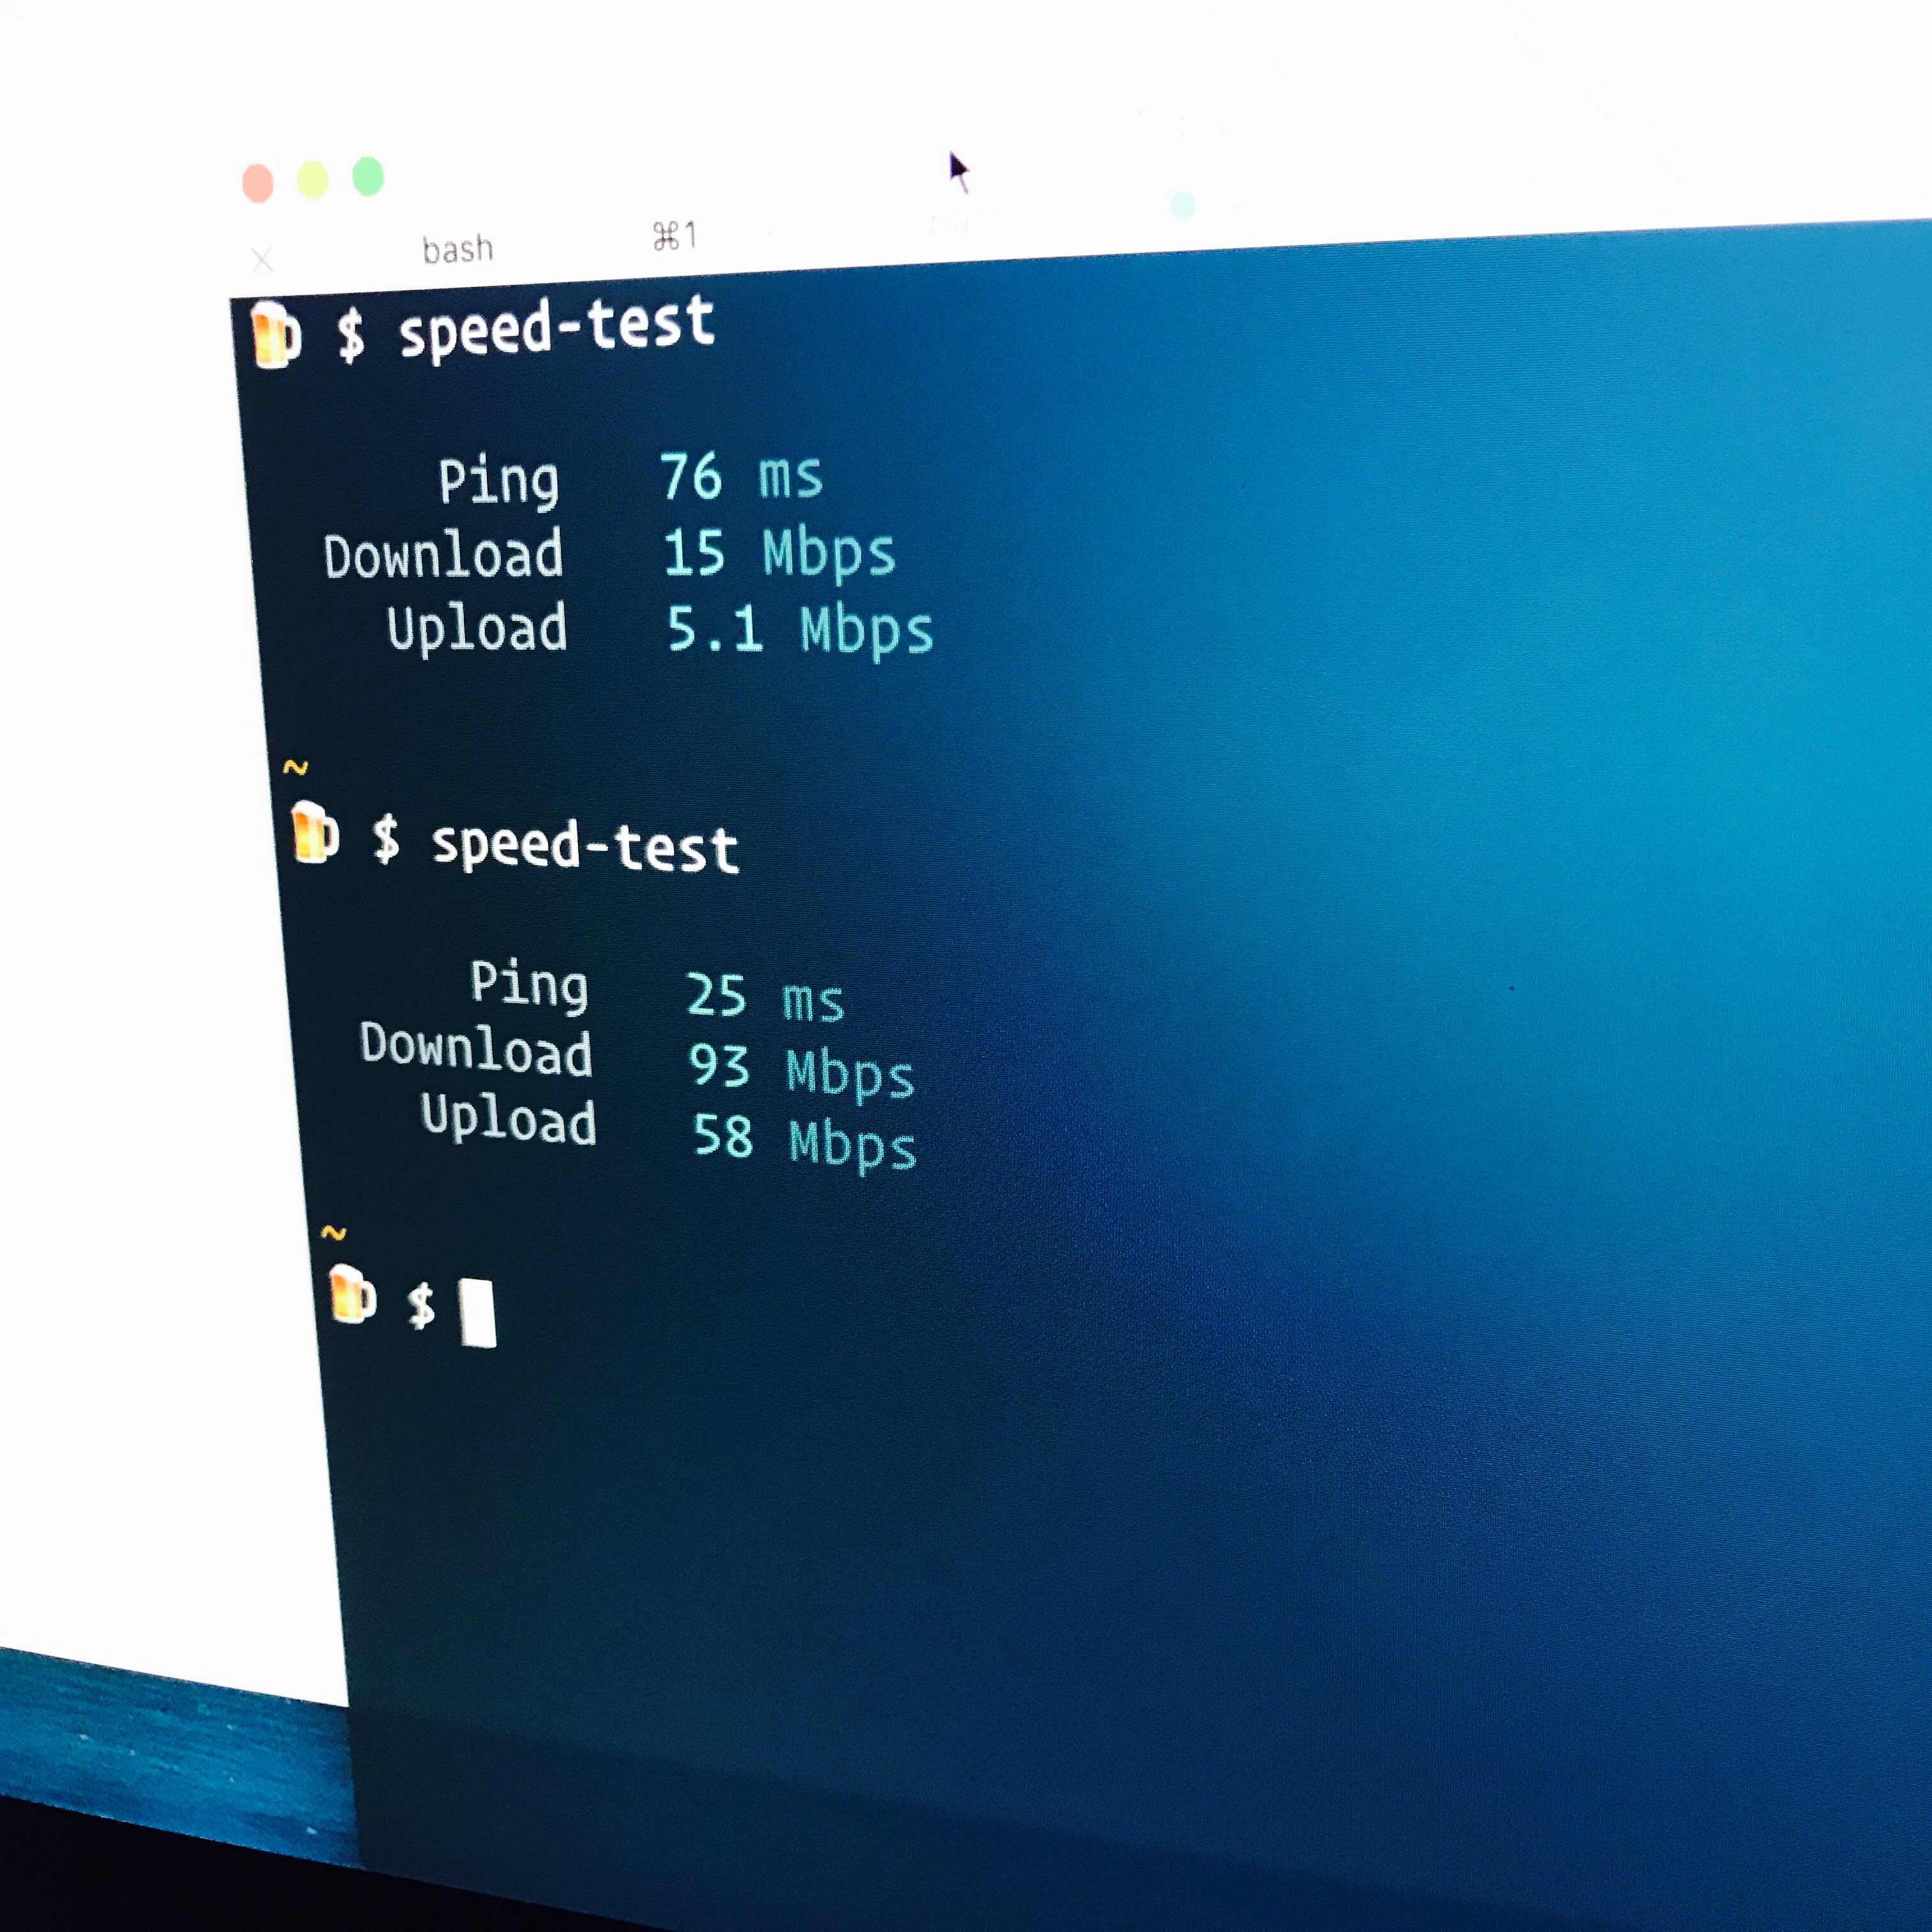 bash ⌘1
🍺 $ speed-test
Ping 76 ms
Download 15 Mbps
Upload 5.1 Mbps
~
🍺 $ speed-test
Ping 25 ms
Download 93 Mbps
Upload 58 Mbps
~
🍺 $